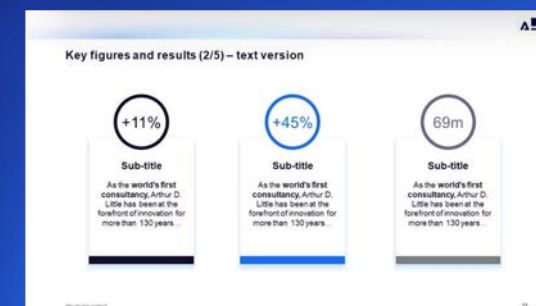 Key figures and results (2/5) – text version
+11%
+45%
69m
Sub-title
As the world's first
consultancy, Arthur D.
Little has been at the
forefront of innovation for
more than 130 years...
Sub-title
As the world's first
consultancy, Arthur D.
Little has been at the
forefront of innovation for
more than 130 years...
Sub-title
As the world's first
consultancy, Arthur D.
Little has been at the
forefront of innovation for
more than 130 years...